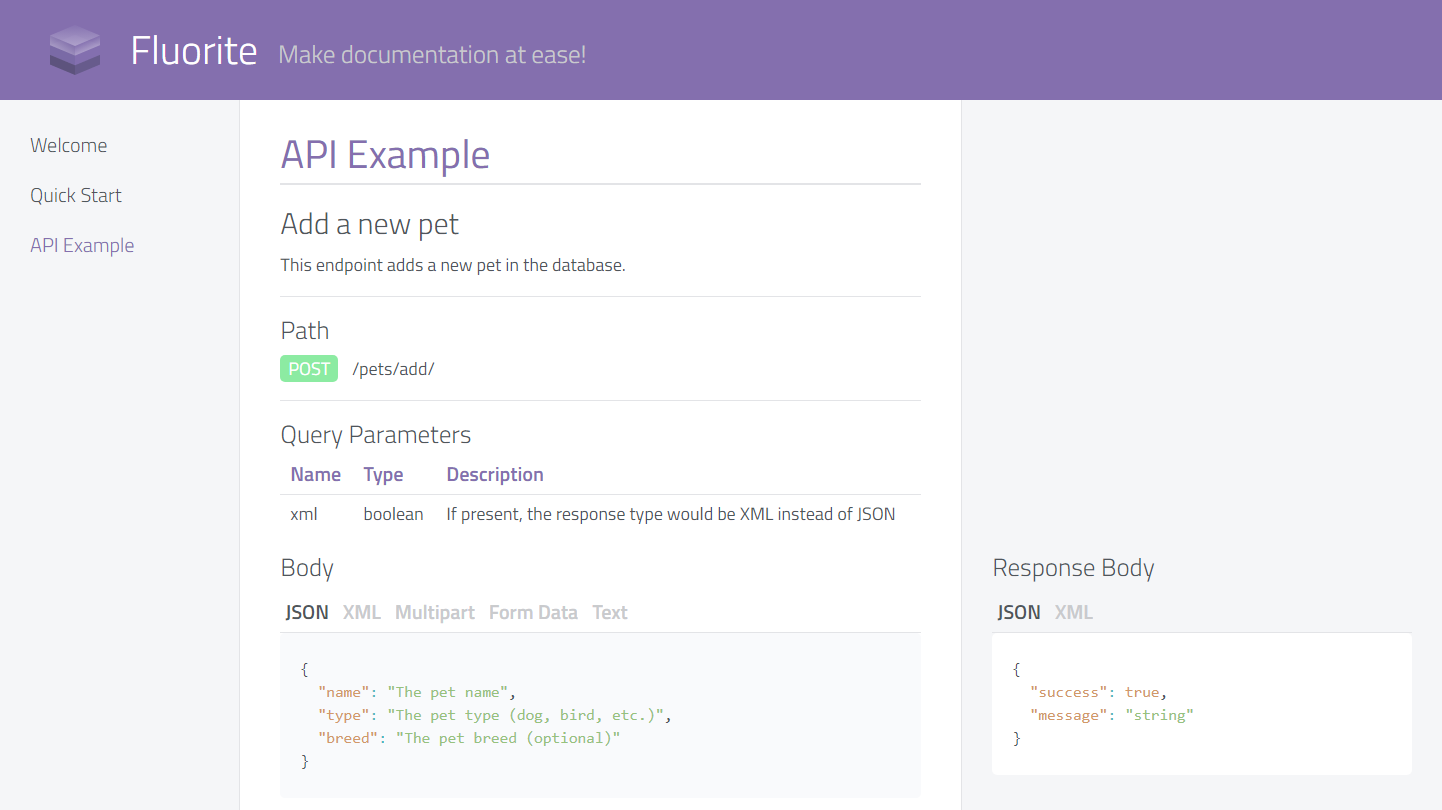 Fluorite
Make documentation at ease!
Welcome
Quick Start
API Example
API Example
Add a new pet
This endpoint adds a new pet in the database.
Path
POST /pets/add/
Query Parameters
Name Type Description
xml boolean If present, the response type would be XML instead of JSON
Body
JSON XML Multipart Form Data Text
{
  "name": "The pet name",
  "type": "The pet type (dog, bird, etc.)",
  "breed": "The pet breed (optional)"
}
Response Body
JSON XML
{
  "success": true,
  "message": "string"
}